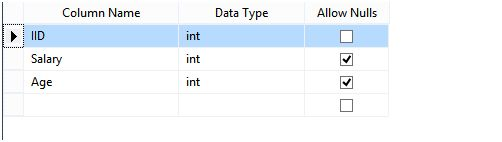 Column Name Data Type Allow Nulls
IID int
Salary int
Age int